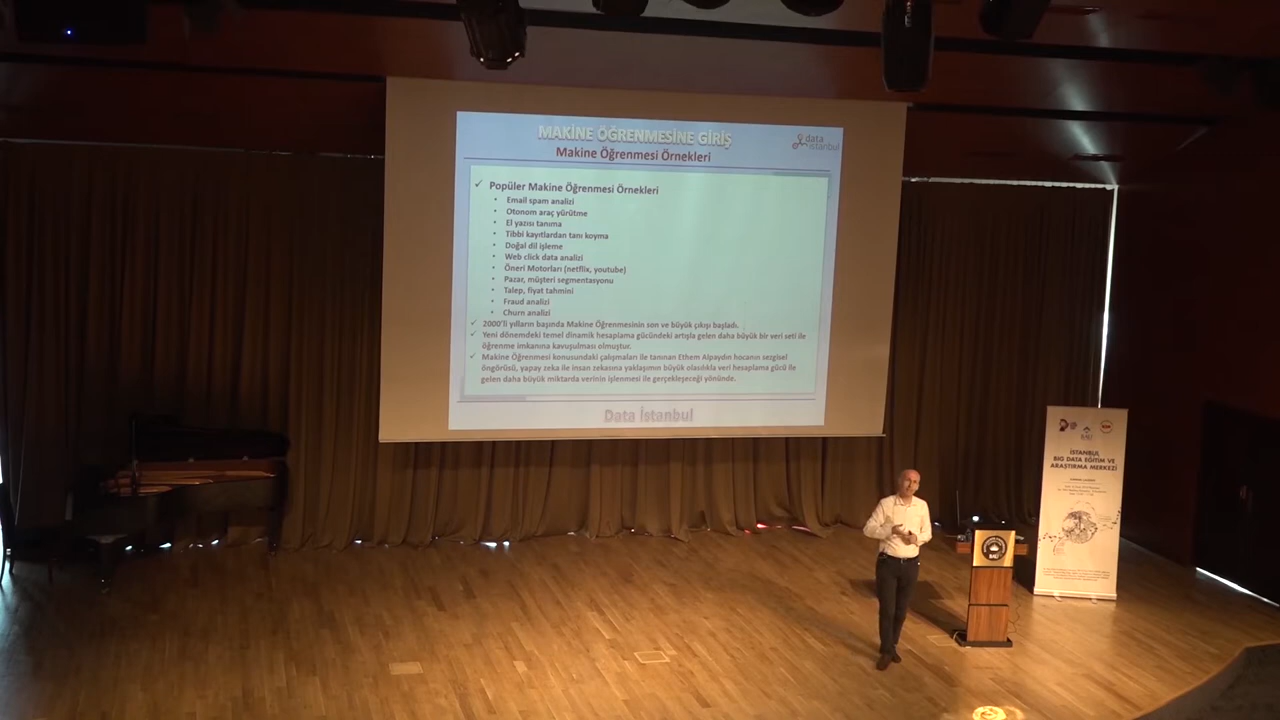 MAKİNE ÖĞRENMESİNE GİRİŞ
data istanbul
Makine Öğrenmesi Örnekleri
✓ Popüler Makine Öğrenmesi Örnekleri
• Email spam analizi
• Otonom araç yürütme
• El yazısı tanıma
• Tibbi kayıtlardan tanı koyma
• Doğal dil işleme
• Web click data analizi
• Öneri Motorları (netflix, youtube)
• Pazar, müşteri segmentasyonu
• Talep, fiyat tahmini
• Fraud analizi
• Churn analizi
✓ 2000'li yılların başında Makine Öğrenmesinin son ve büyük çıkışı başladı.
✓ Yeni dönemdeki temel dinamik hesaplama gücündeki artışla gelen daha büyük bir veri seti ile
öğrenme imkanına kavuşulması olmuştur.
✓ Makine Öğrenmesi konusundaki çalışmaları ile tanınan Ethem Alpaydın hocanın sezgisel
öngörüsü, yapay zeka ile insan zekasına yaklaşımın büyük olasılıkla veri hesaplama gücü ile
gelen daha büyük miktarda verinin işlenmesi ile gerçekleşeceği yönünde.
Data İstanbul
BAU
İSTANBUL
BIG DATA EĞİTİM VE
ARAŞTIRMA MERKEZİ
BAU